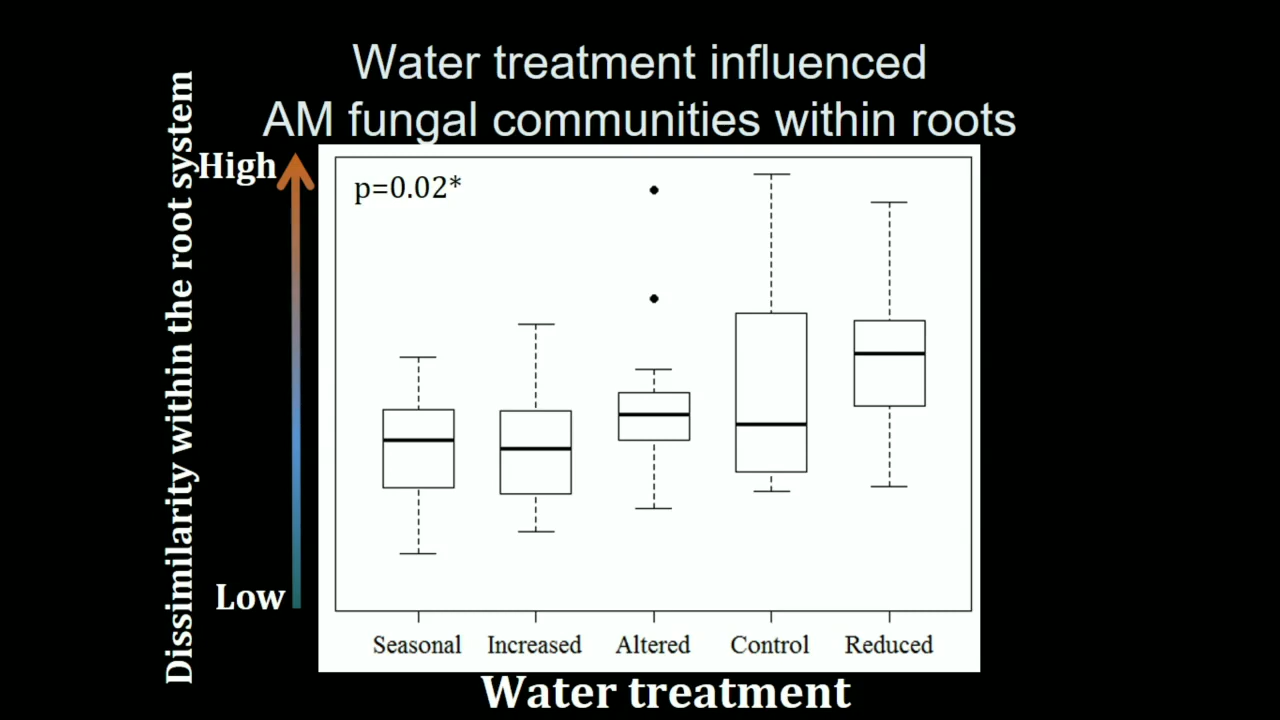 Water treatment influenced
AM fungal communities within roots
Dissimilarity within the root system
High
p=0.02*
Low
Seasonal Increased Altered Control Reduced
Water treatment